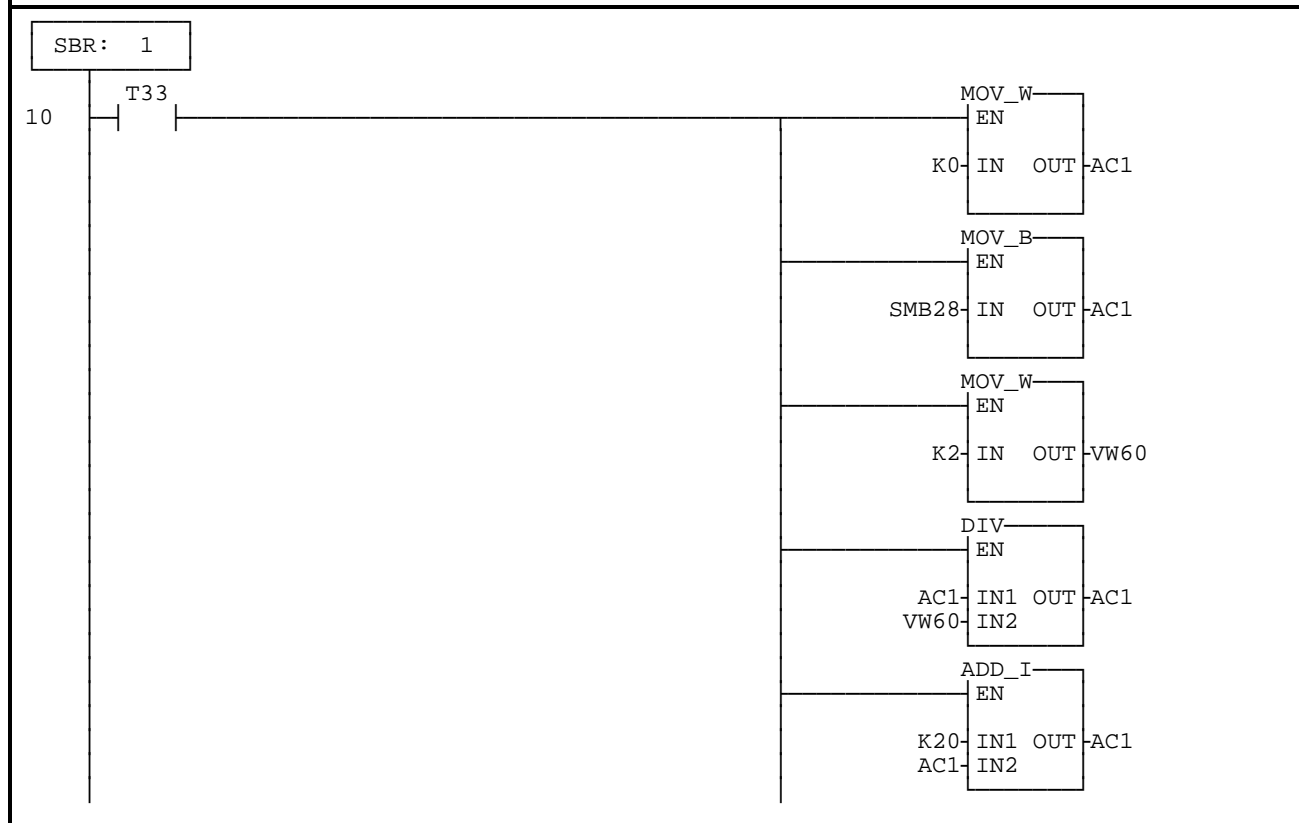 SBR: 1
10 T33
MOV_W
EN
K0 IN OUT AC1
MOV_B
EN
SMB28 IN OUT AC1
MOV_W
EN
K2 IN OUT VW60
DIV
EN
AC1 IN1 OUT AC1
VW60 IN2
ADD_I
EN
K20 IN1 OUT AC1
AC1 IN2